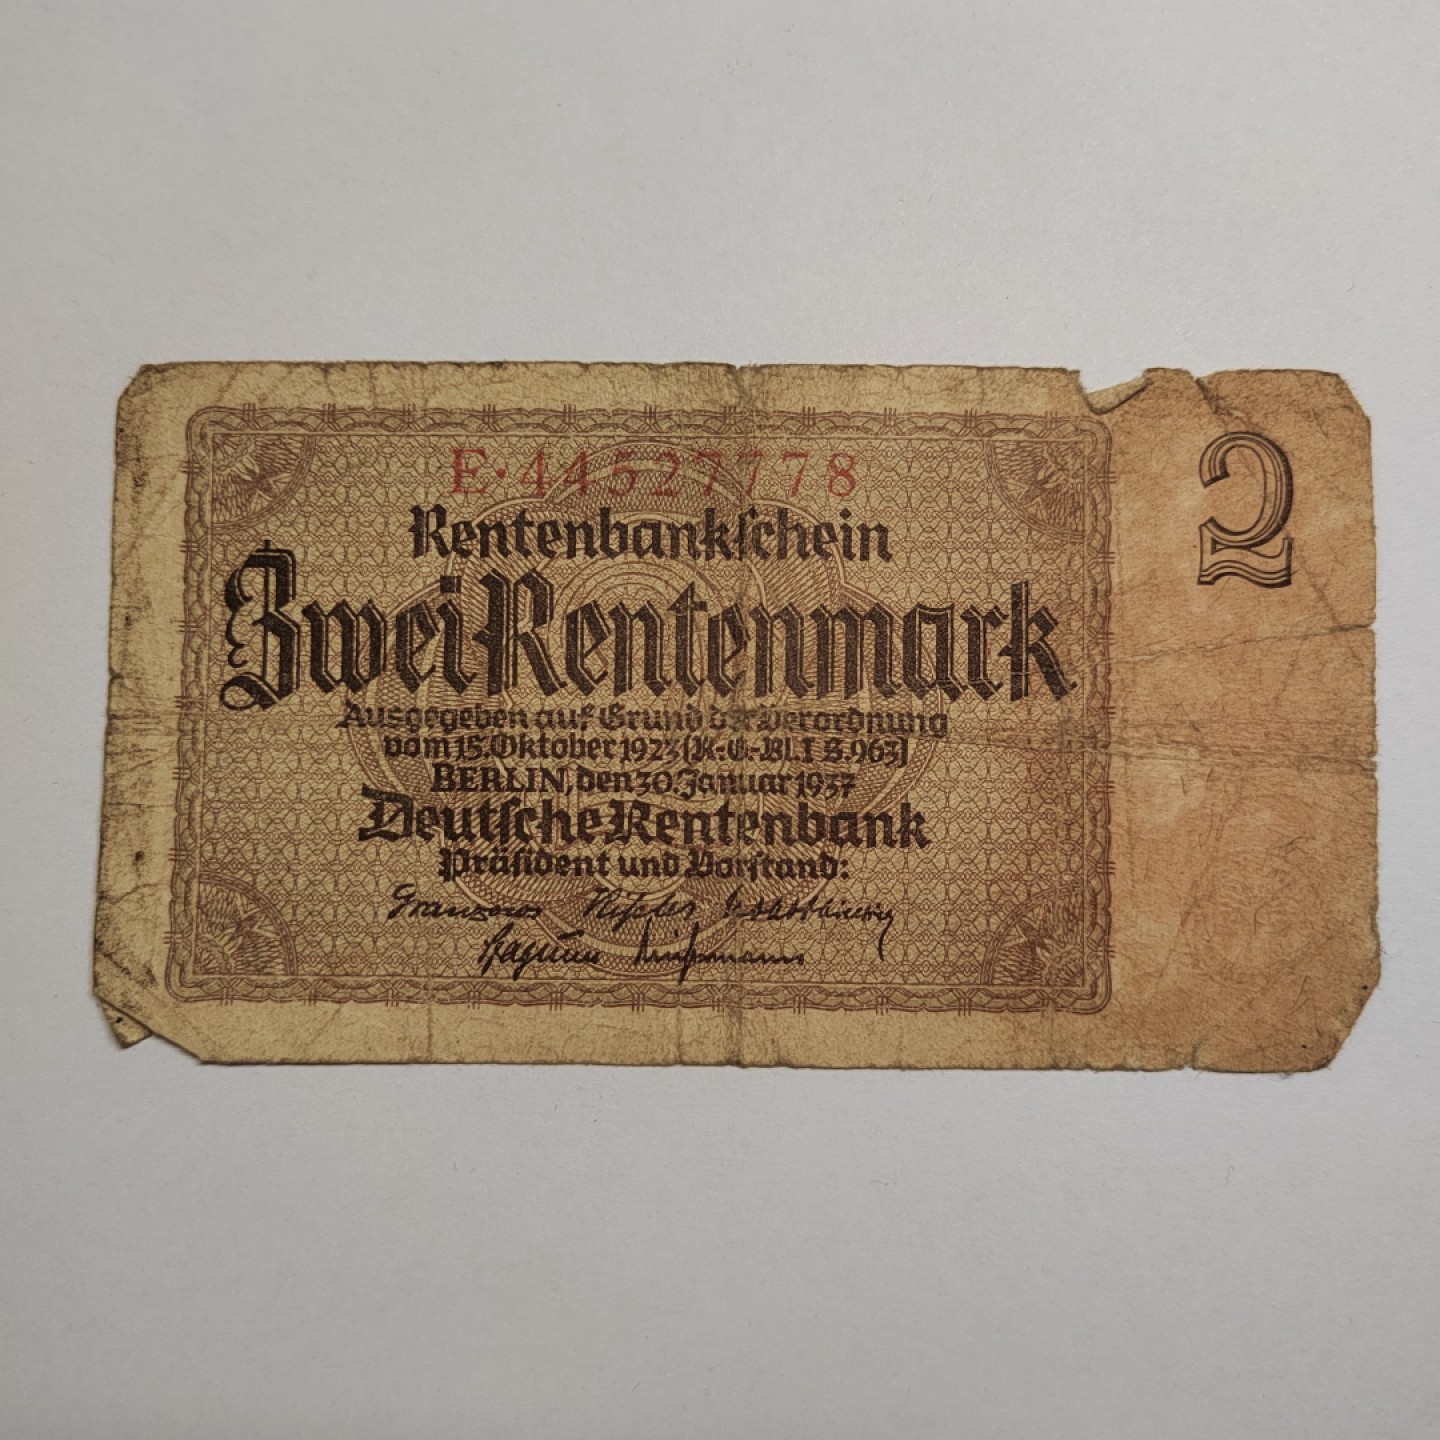 E·44527778
2
Rentenbankſchein
Zwei Rentenmark
Ausgegeben auf Grund der Verordnung
vom 15. Oktober 1923 (R.-G.-Bl. I S. 963)
BERLIN, den 30. Januar 1937
Deutſche Rentenbank
Präſident und Vorſtand: